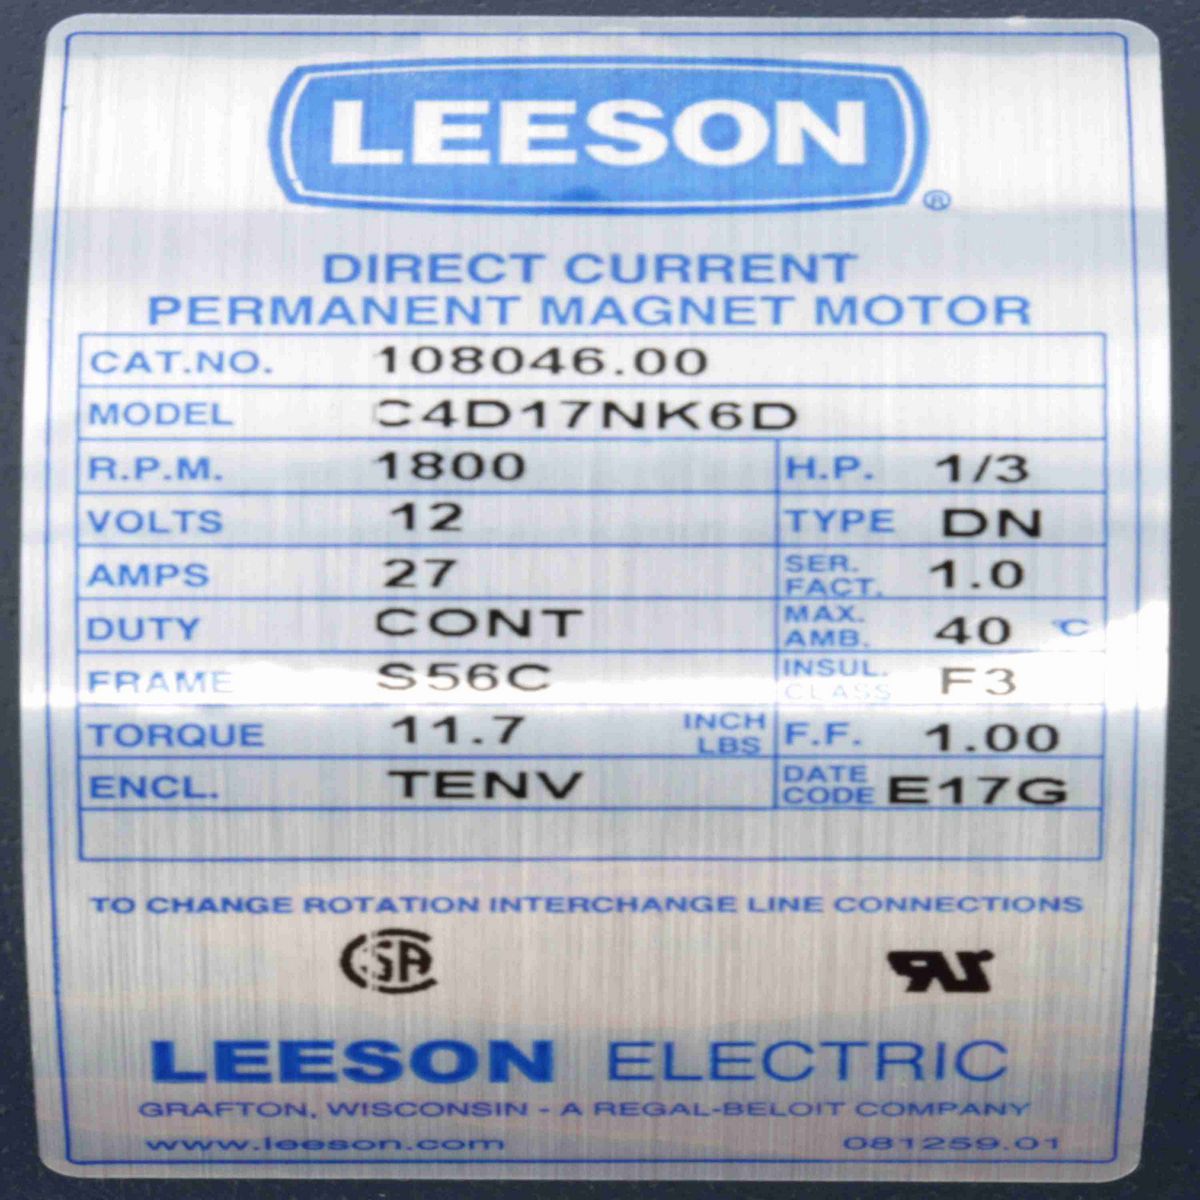 LEESON®
DIRECT CURRENT
PERMANENT MAGNET MOTOR
CAT.NO. 108046.00
MODEL C4D17NK6D
R.P.M. 1800 H.P. 1/3
VOLTS 12 TYPE DN
AMPS 27 SER. FACT. 1.0
DUTY CONT MAX. AMB. 40 °C
FRAME S56C INSUL. CLASS F3
TORQUE 11.7 INCH LBS F.F. 1.00
ENCL. TENV DATE CODE E17G
TO CHANGE ROTATION INTERCHANGE LINE CONNECTIONS
CSA RU
LEESON ELECTRIC
GRAFTON, WISCONSIN - A REGAL-BELOIT COMPANY
www.leeson.com 081259.01